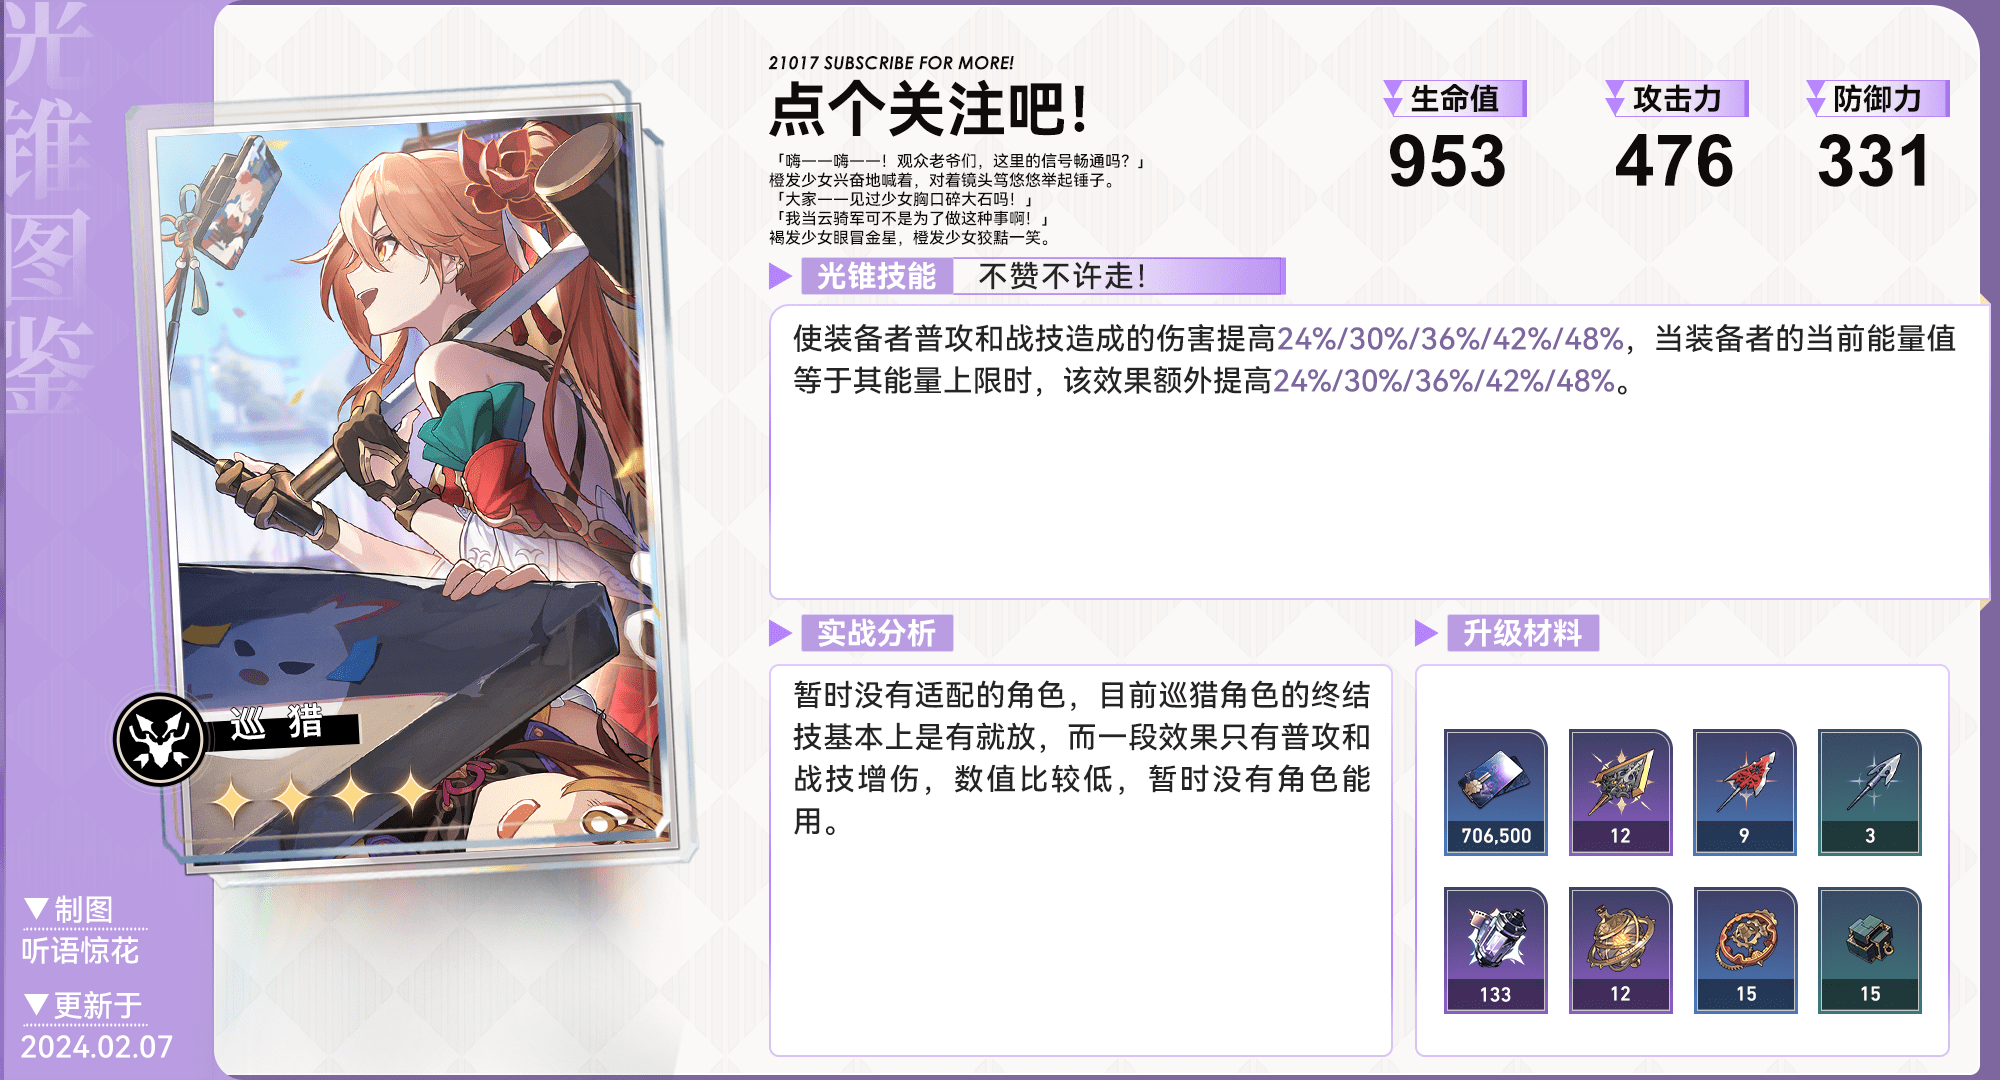 光锥图鉴
21017 SUBSCRIBE FOR MORE!
点个关注吧！
「嗨——嗨——！观众老爷们，这里的信号畅通吗？」
橙发少女兴奋地喊着，对着镜头笃悠悠举起锤子。
「大家——见过少女胸口碎大石吗！」
「我当云骑军可不是为了做这种事啊！」
褐发少女眼冒金星，橙发少女狡黠一笑。
生命值 攻击力 防御力
953 476 331
光锥技能 不赞不许走！
使装备者普攻和战技造成的伤害提高24%/30%/36%/42%/48%，当装备者的当前能量值
等于其能量上限时，该效果额外提高24%/30%/36%/42%/48%。
巡猎
实战分析
暂时没有适配的角色，目前巡猎角色的终结
技基本上是有就放，而一段效果只有普攻和
战技增伤，数值比较低，暂时没有角色能
用。
升级材料
706,500 12 9 3
133 12 15 15
▼制图
听语惊花
▼更新于
2024.02.07